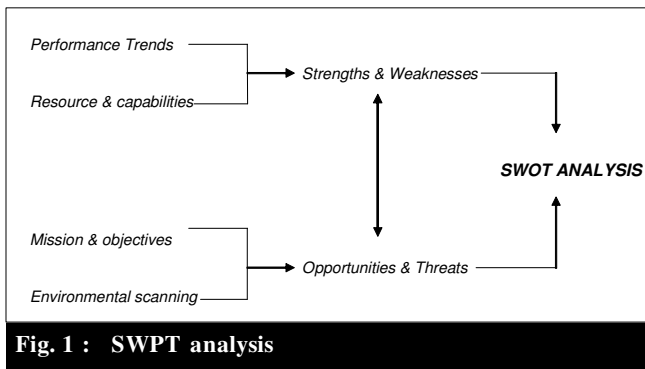 Performance Trends
Strengths & Weaknesses
Resource & capabilities
SWOT ANALYSIS
Mission & objectives
Opportunities & Threats
Environmental scanning
Fig. 1 : SWPT analysis